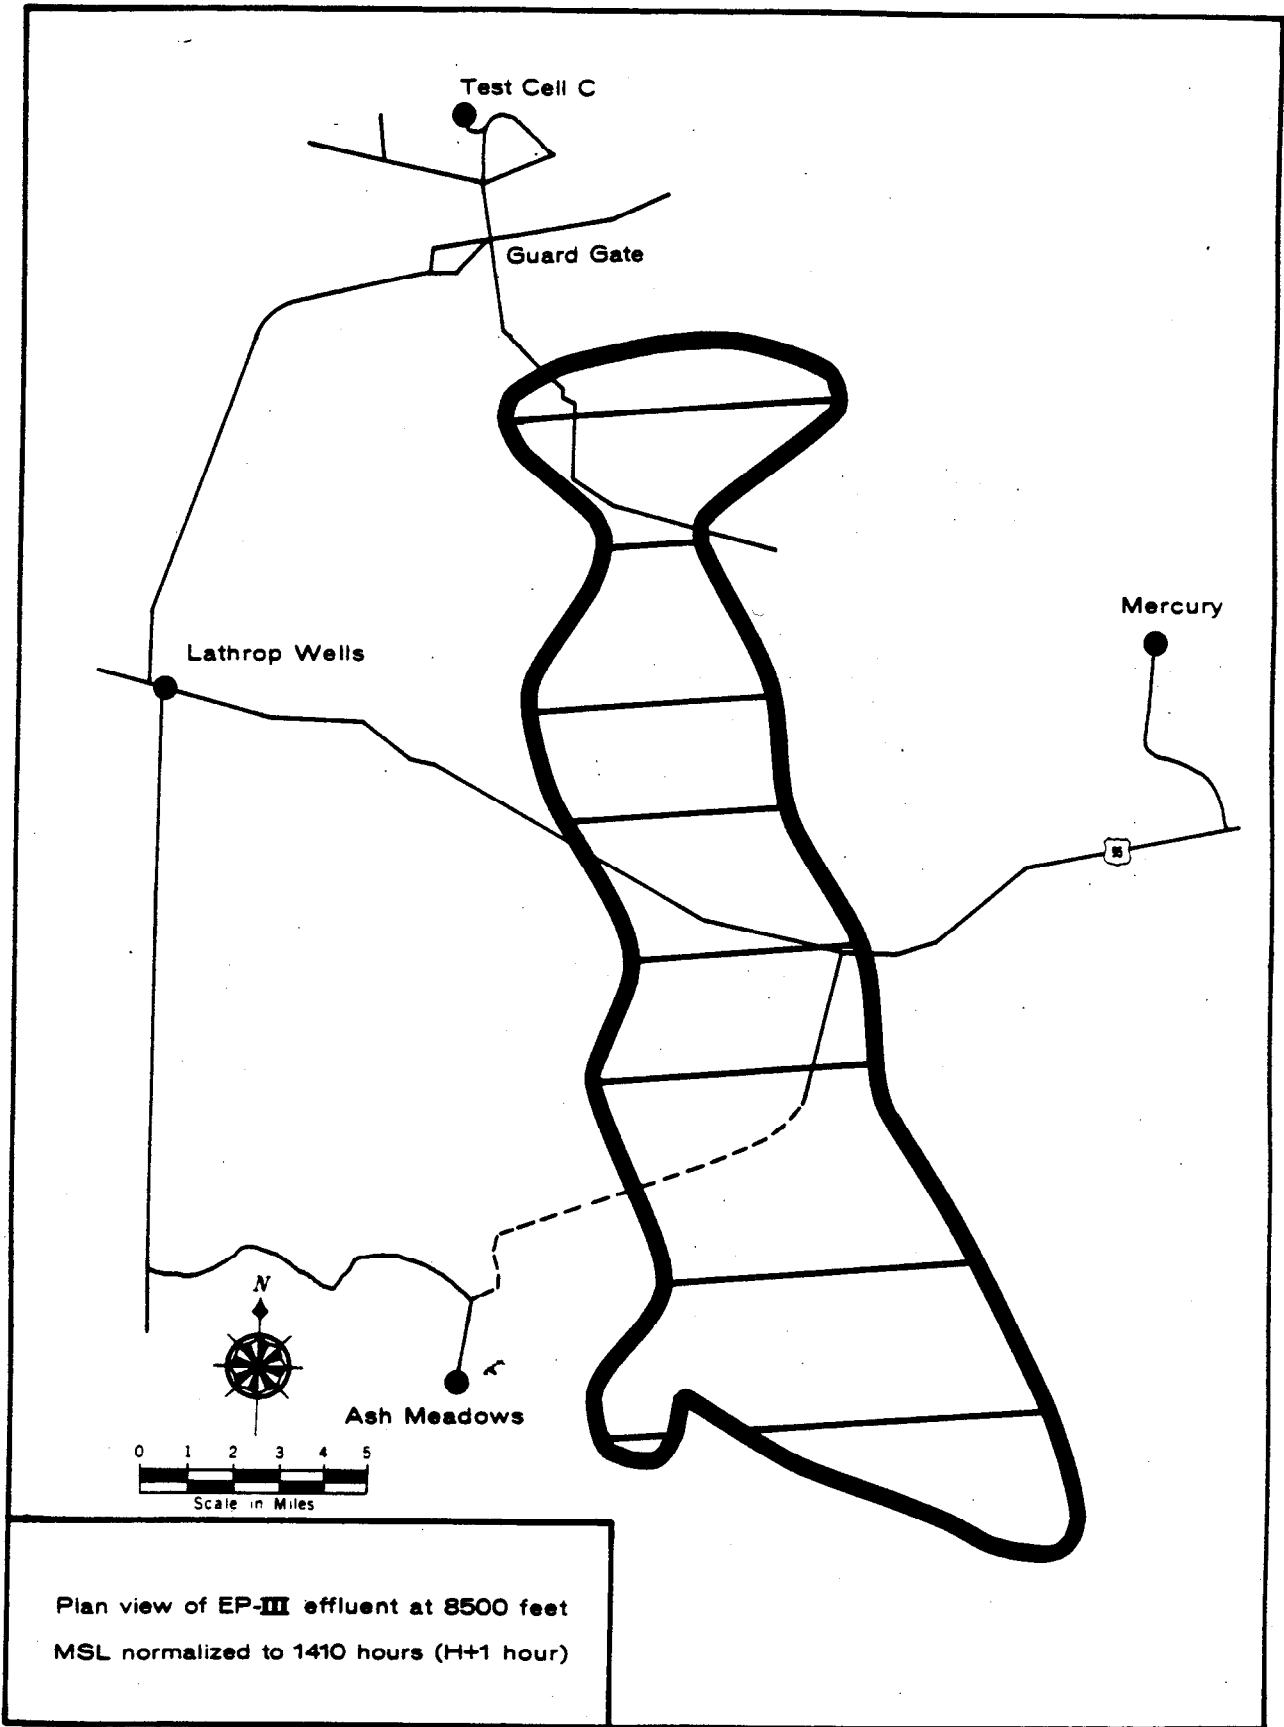 Test Cell C
Guard Gate
Mercury
Lathrop Wells
95
N
Ash Meadows
0 1 2 3 4 5
Scale in Miles
Plan view of EP-III effluent at 8500 feet
MSL normalized to 1410 hours (H+1 hour)